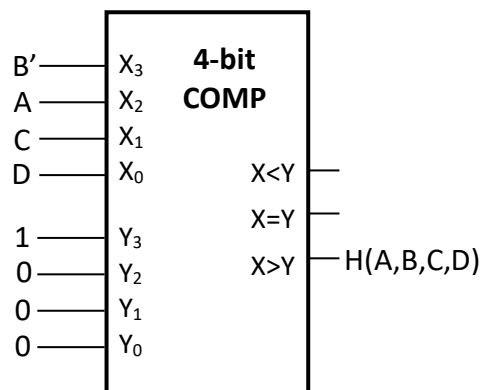 4-bit
COMP
B’ X₃
A X₂
C X₁
D X₀
1 Y₃
0 Y₂
0 Y₁
0 Y₀
X<Y
X=Y
X>Y H(A,B,C,D)